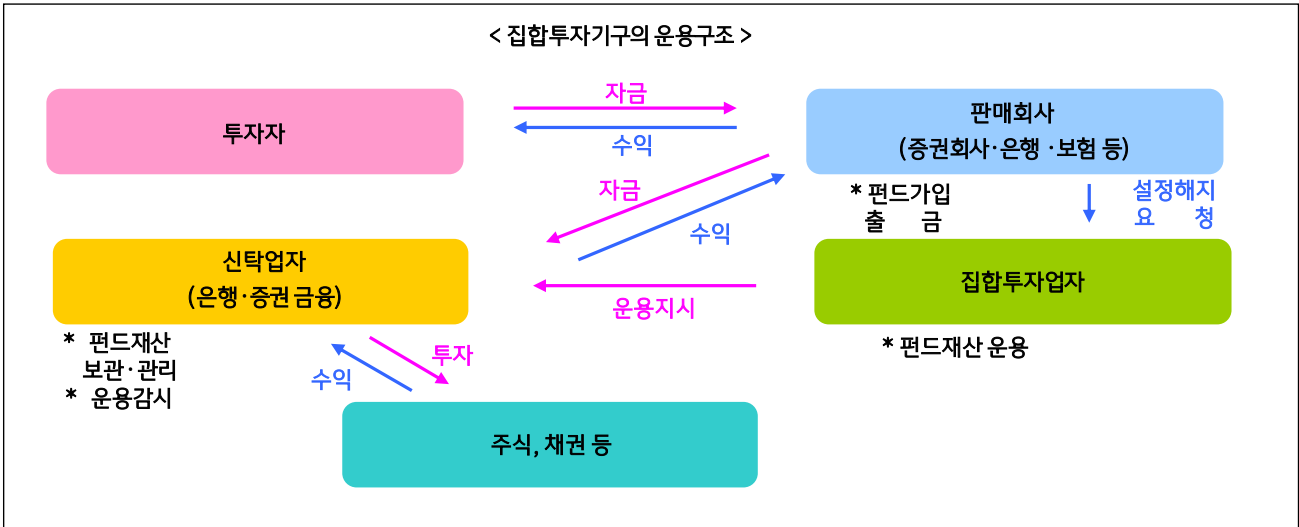 < 집합투자기구의 운용구조 >
자금
투자자
수익
판매회사
(증권회사·은행 ·보험 등)
자금
수익
* 펀드가입
출 금
설정해지
요 청
신탁업자
(은행·증권 금융)
운용지시
집합투자업자
* 펀드재산
보관·관리
* 운용감시
* 펀드재산 운용
투자
수익
주식, 채권 등